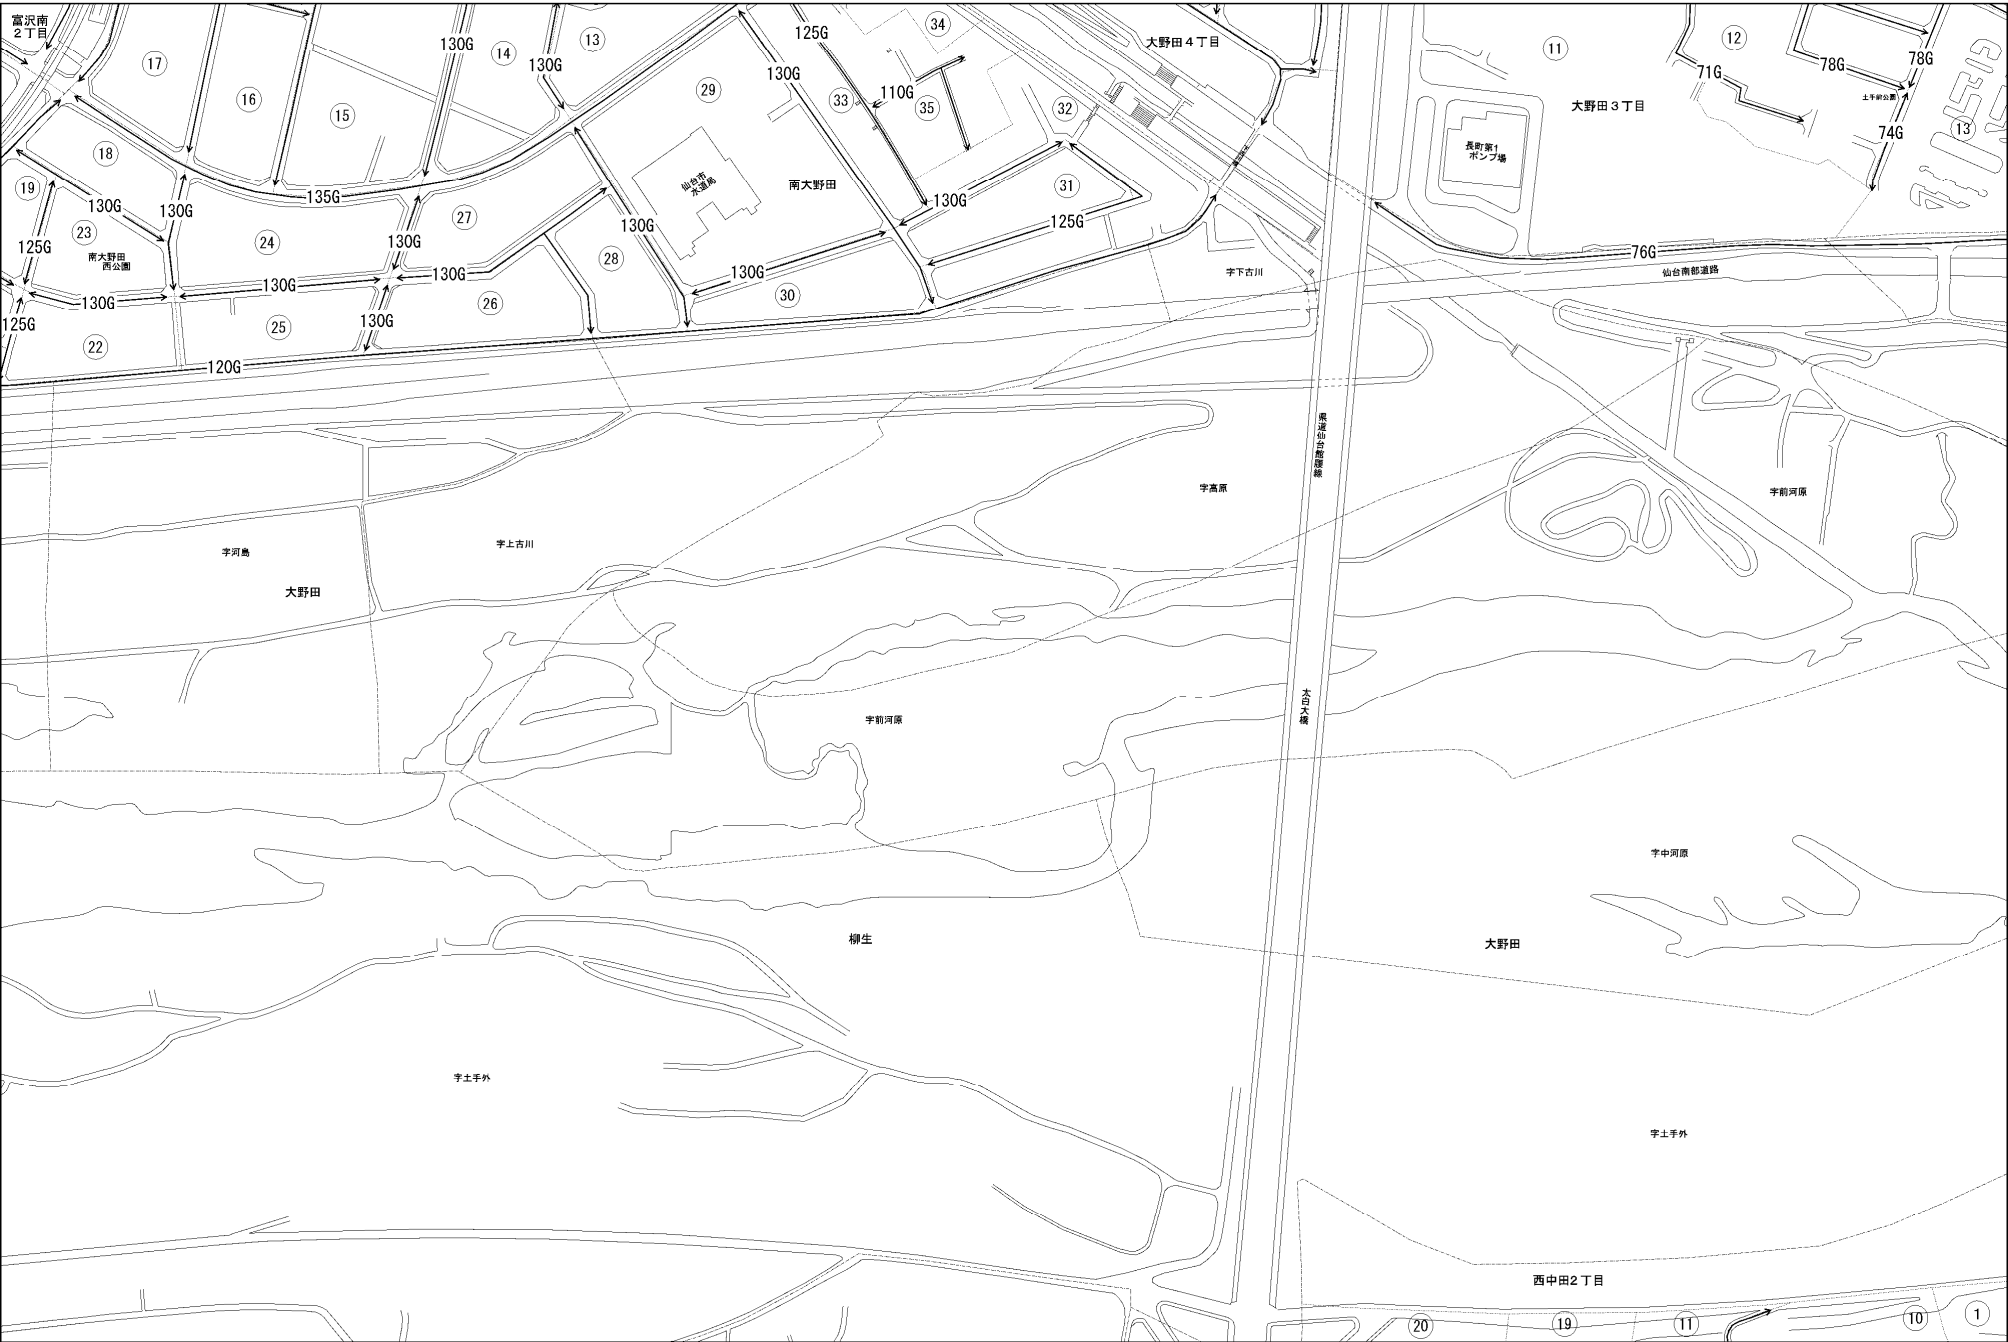 富沢南
2丁目
17
16
15
130G
14
130G
13
29
130G
125G
34
33
110G
35
32
大野田4丁目
11
大野田3丁目
12
71G
78G
78G
土手前公園
74G
13
長町第1
ポンプ場
18
19
130G
130G
135G
125G
23
南大野田
西公園
24
130G
27
仙台市
水道局
南大野田
130G
31
125G
130G
28
130G
130G
130G
130G
26
30
字下古川
76G
仙台南部道路
125G
22
25
130G
120G
県道仙台館腰線
字高原
字前河原
字河島
字上古川
大野田
太白大橋
字前河原
字中河原
柳生
大野田
字土手外
字土手外
西中田2丁目
20
19
11
10
1